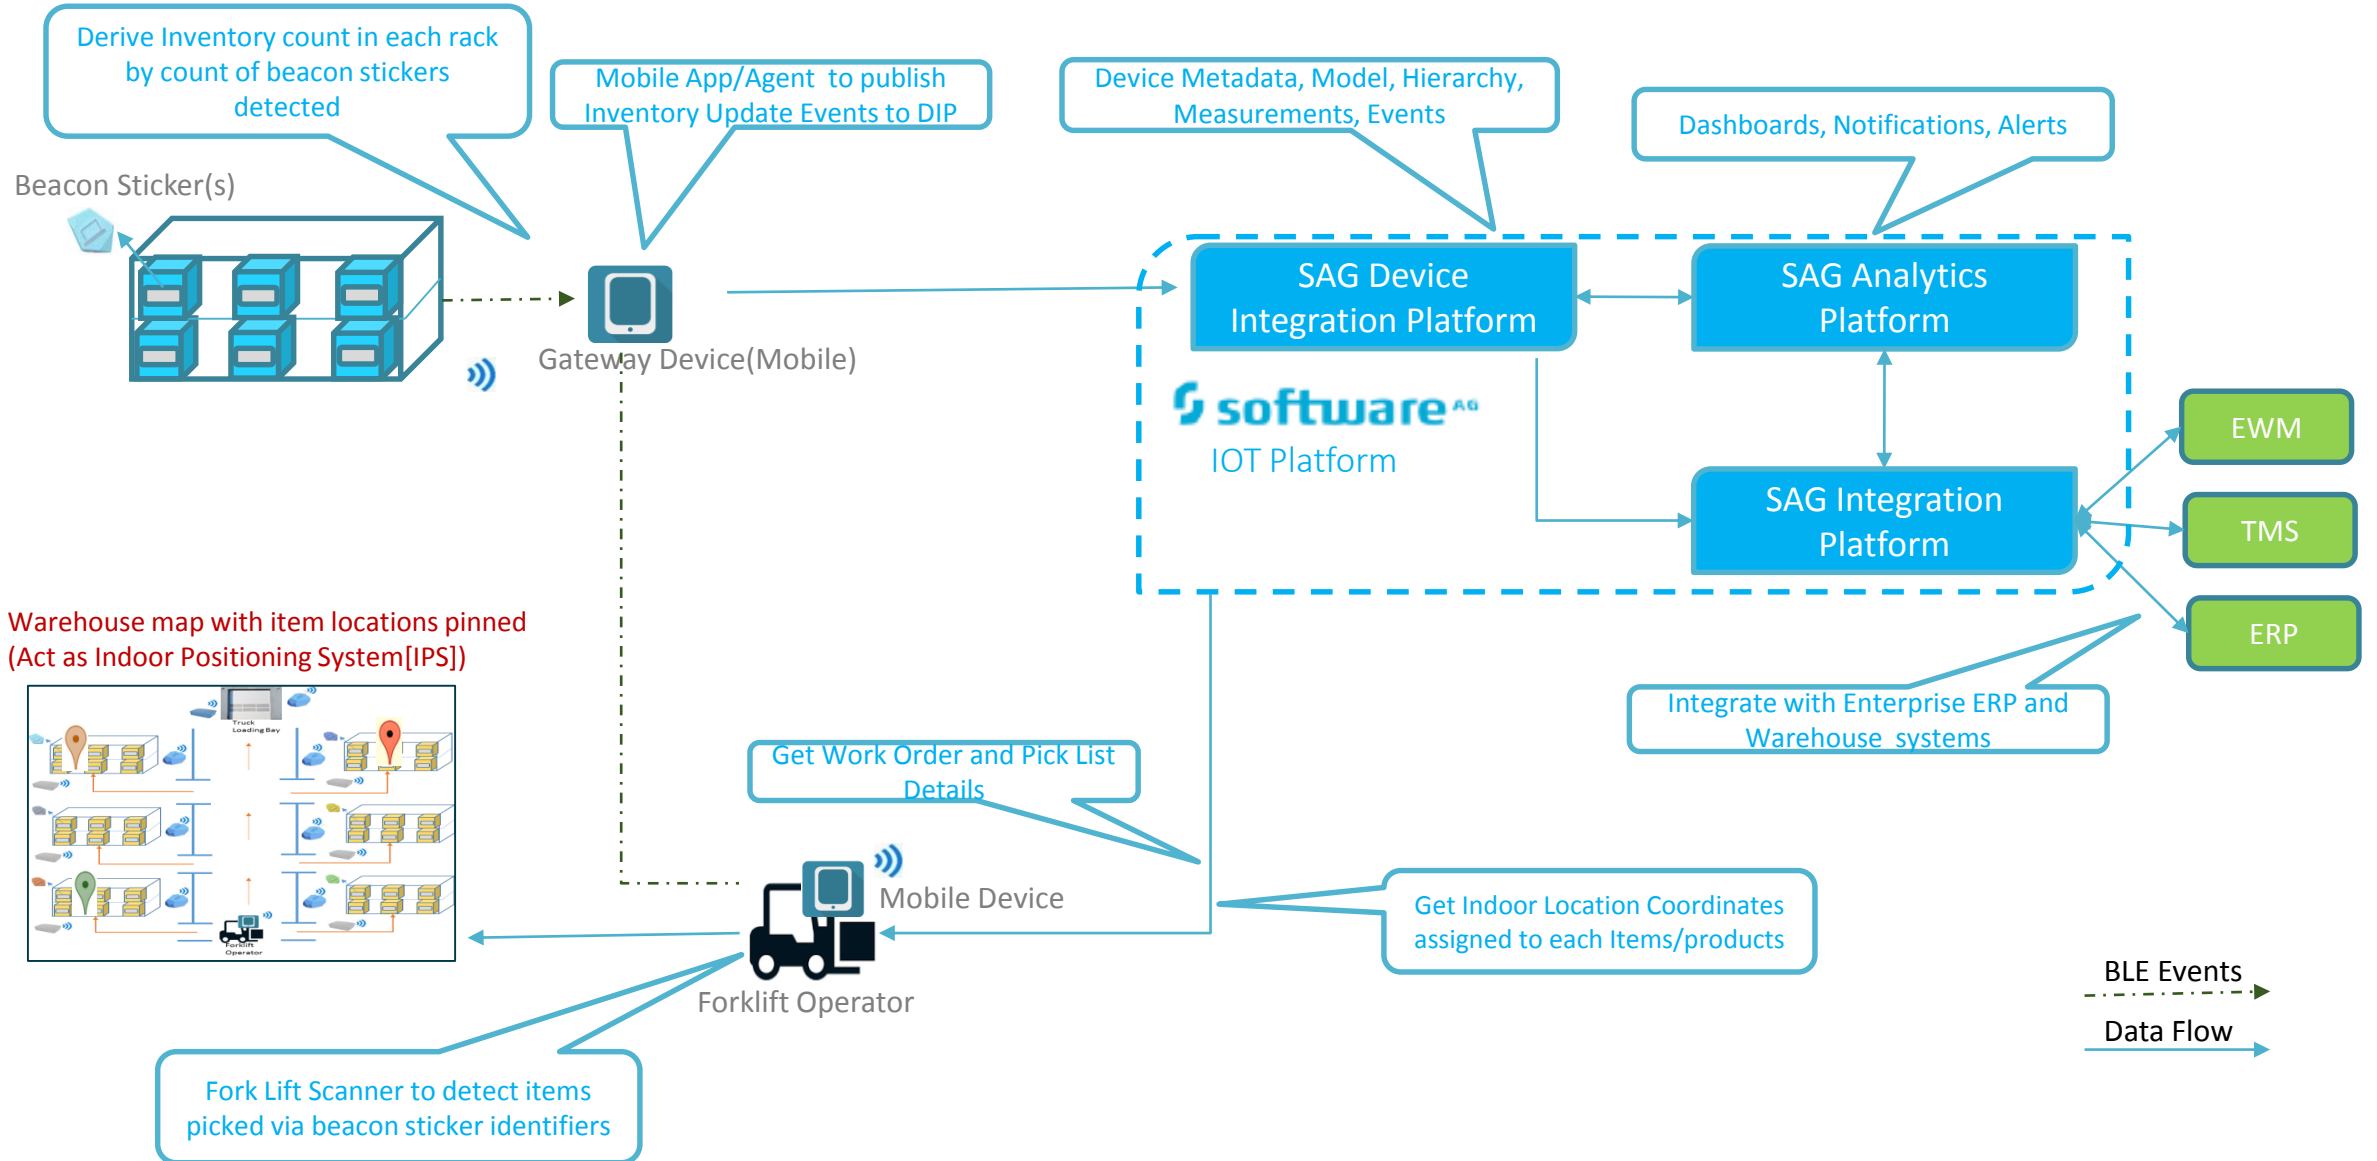 Derive Inventory count in each rack
by count of beacon stickers
detected
Mobile App/Agent  to publish
Inventory Update Events to DIP
Device Metadata, Model, Hierarchy,
Measurements, Events
Dashboards, Notifications, Alerts
Beacon Sticker(s)
Gateway Device(Mobile)
SAG Device
Integration Platform
SAG Analytics
Platform
software AG
IOT Platform
SAG Integration
Platform
EWM
TMS
ERP
Warehouse map with item locations pinned
(Act as Indoor Positioning System[IPS])
Truck
Loading Bay
Forklift
Operator
Integrate with Enterprise ERP and
Warehouse  systems
Get Work Order and Pick List
Details
Mobile Device
Forklift Operator
Get Indoor Location Coordinates
assigned to each Items/products
BLE Events
Data Flow
Fork Lift Scanner to detect items
picked via beacon sticker identifiers